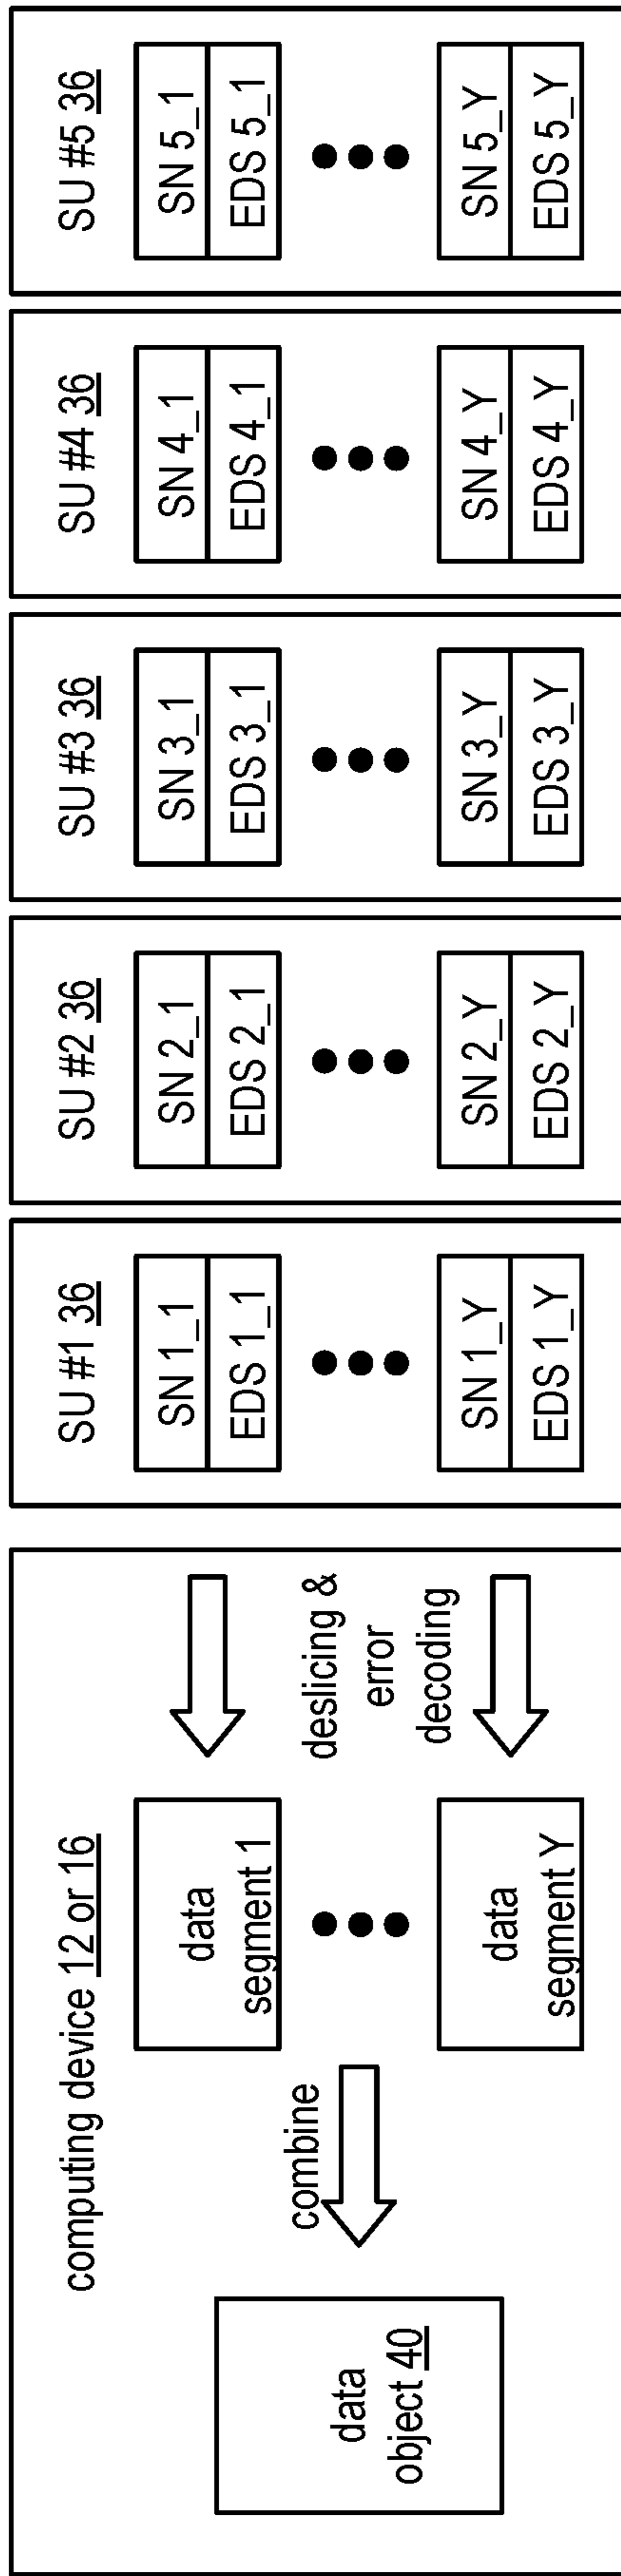 computing device 12 or 16
data
object 40
combine
data
segment 1
data
segment Y
deslicing &
error
decoding
SU #1 36
SN 1_1
EDS 1_1
SN 1_Y
EDS 1_Y
SU #2 36
SN 2_1
EDS 2_1
SN 2_Y
EDS 2_Y
SU #3 36
SN 3_1
EDS 3_1
SN 3_Y
EDS 3_Y
SU #4 36
SN 4_1
EDS 4_1
SN 4_Y
EDS 4_Y
SU #5 36
SN 5_1
EDS 5_1
SN 5_Y
EDS 5_Y